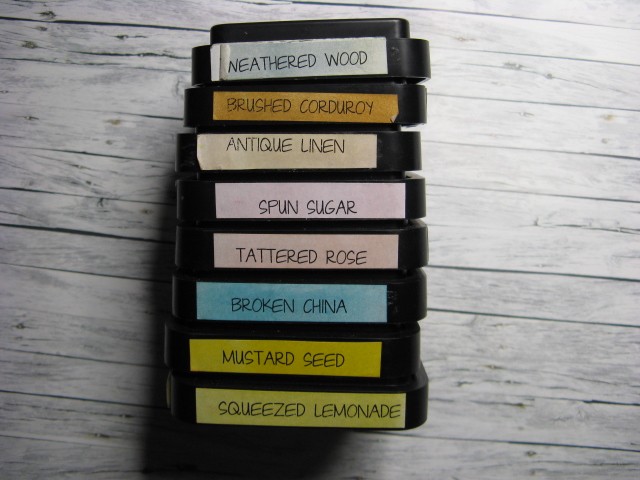 WEATHERED WOOD
BRUSHED CORDUROY
ANTIQUE LINEN
SPUN SUGAR
TATTERED ROSE
BROKEN CHINA
MUSTARD SEED
SQUEEZED LEMONADE